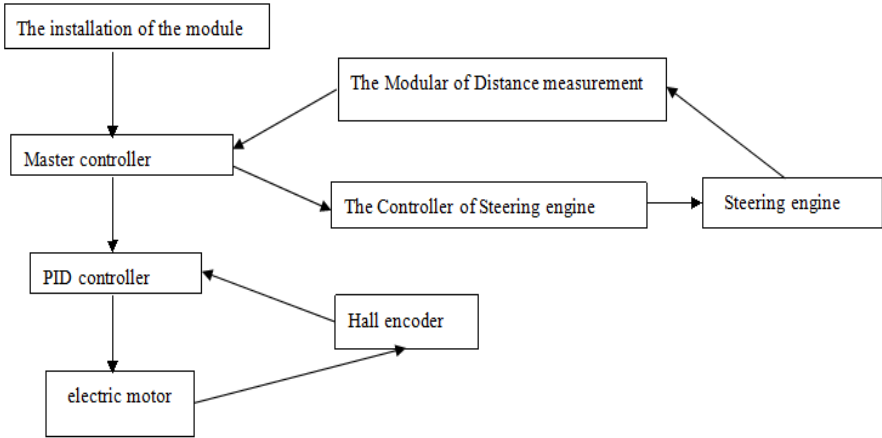 The installation of the module
The Modular of Distance measurement
Master controller
The Controller of Steering engine
Steering engine
PID controller
Hall encoder
electric motor